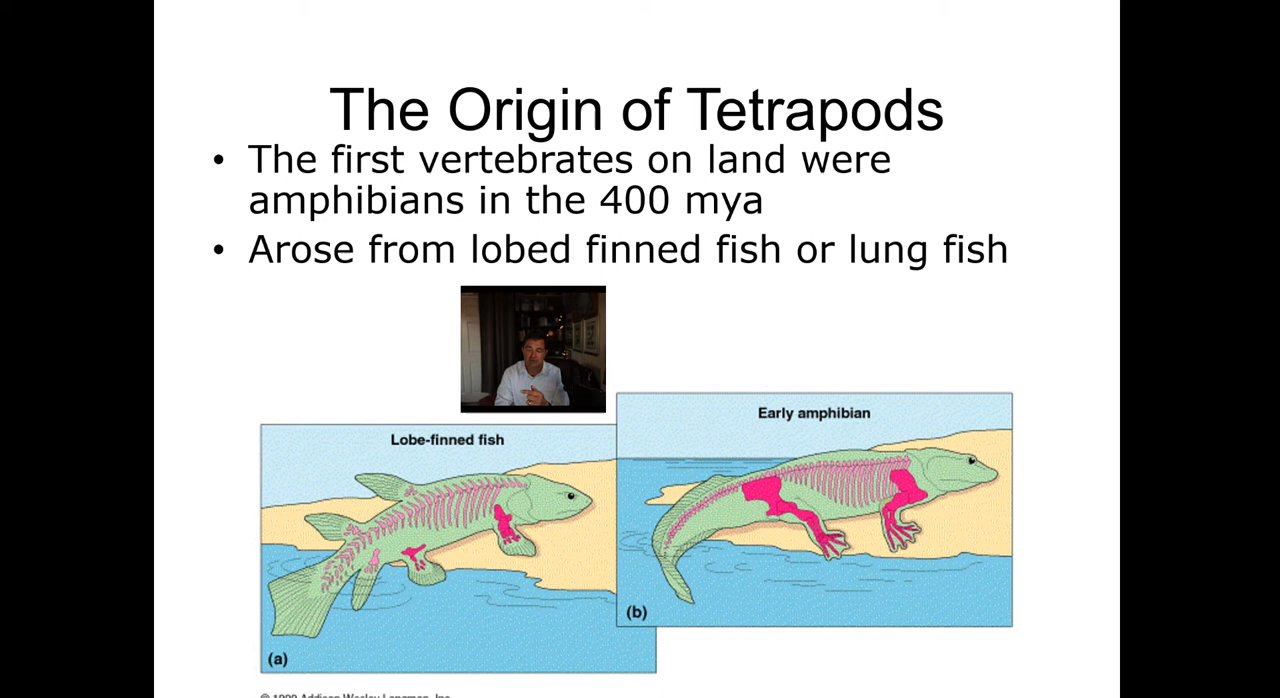 The Origin of Tetrapods
• The first vertebrates on land were
amphibians in the 400 mya
• Arose from lobed finned fish or lung fish
Lobe-finned fish
(a)
Early amphibian
(b)
© 1999 Addison Wesley Longman, Inc.